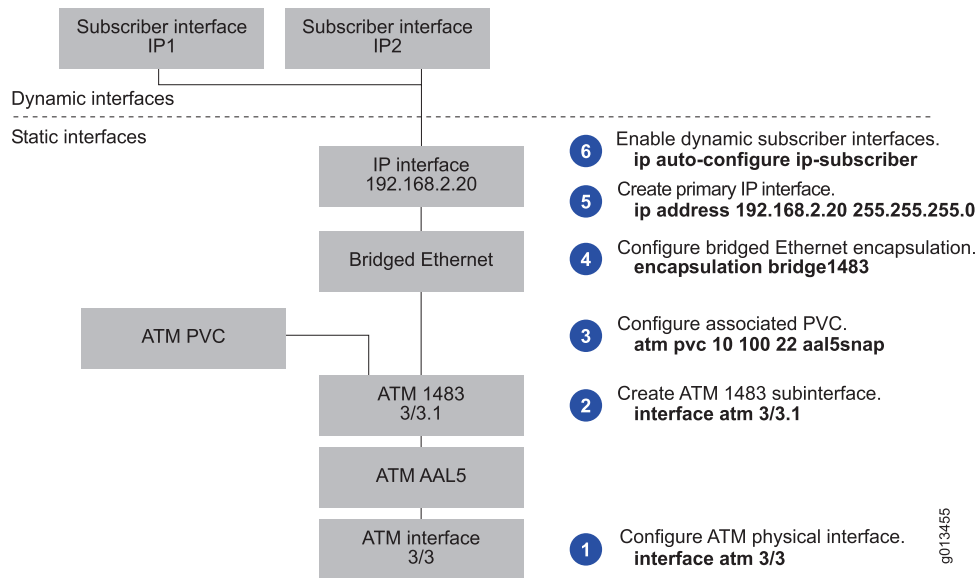 Subscriber interface
IP1
Subscriber interface
IP2
Dynamic interfaces
Static interfaces
IP interface
192.168.2.20
6
Enable dynamic subscriber interfaces.
ip auto-configure ip-subscriber
5
Create primary IP interface.
ip address 192.168.2.20 255.255.255.0
Bridged Ethernet
4
Configure bridged Ethernet encapsulation.
encapsulation bridge1483
ATM PVC
3
Configure associated PVC.
atm pvc 10 100 22 aal5snap
ATM 1483
3/3.1
2
Create ATM 1483 subinterface.
interface atm 3/3.1
ATM AAL5
ATM interface
3/3
1
Configure ATM physical interface.
interface atm 3/3
g013455